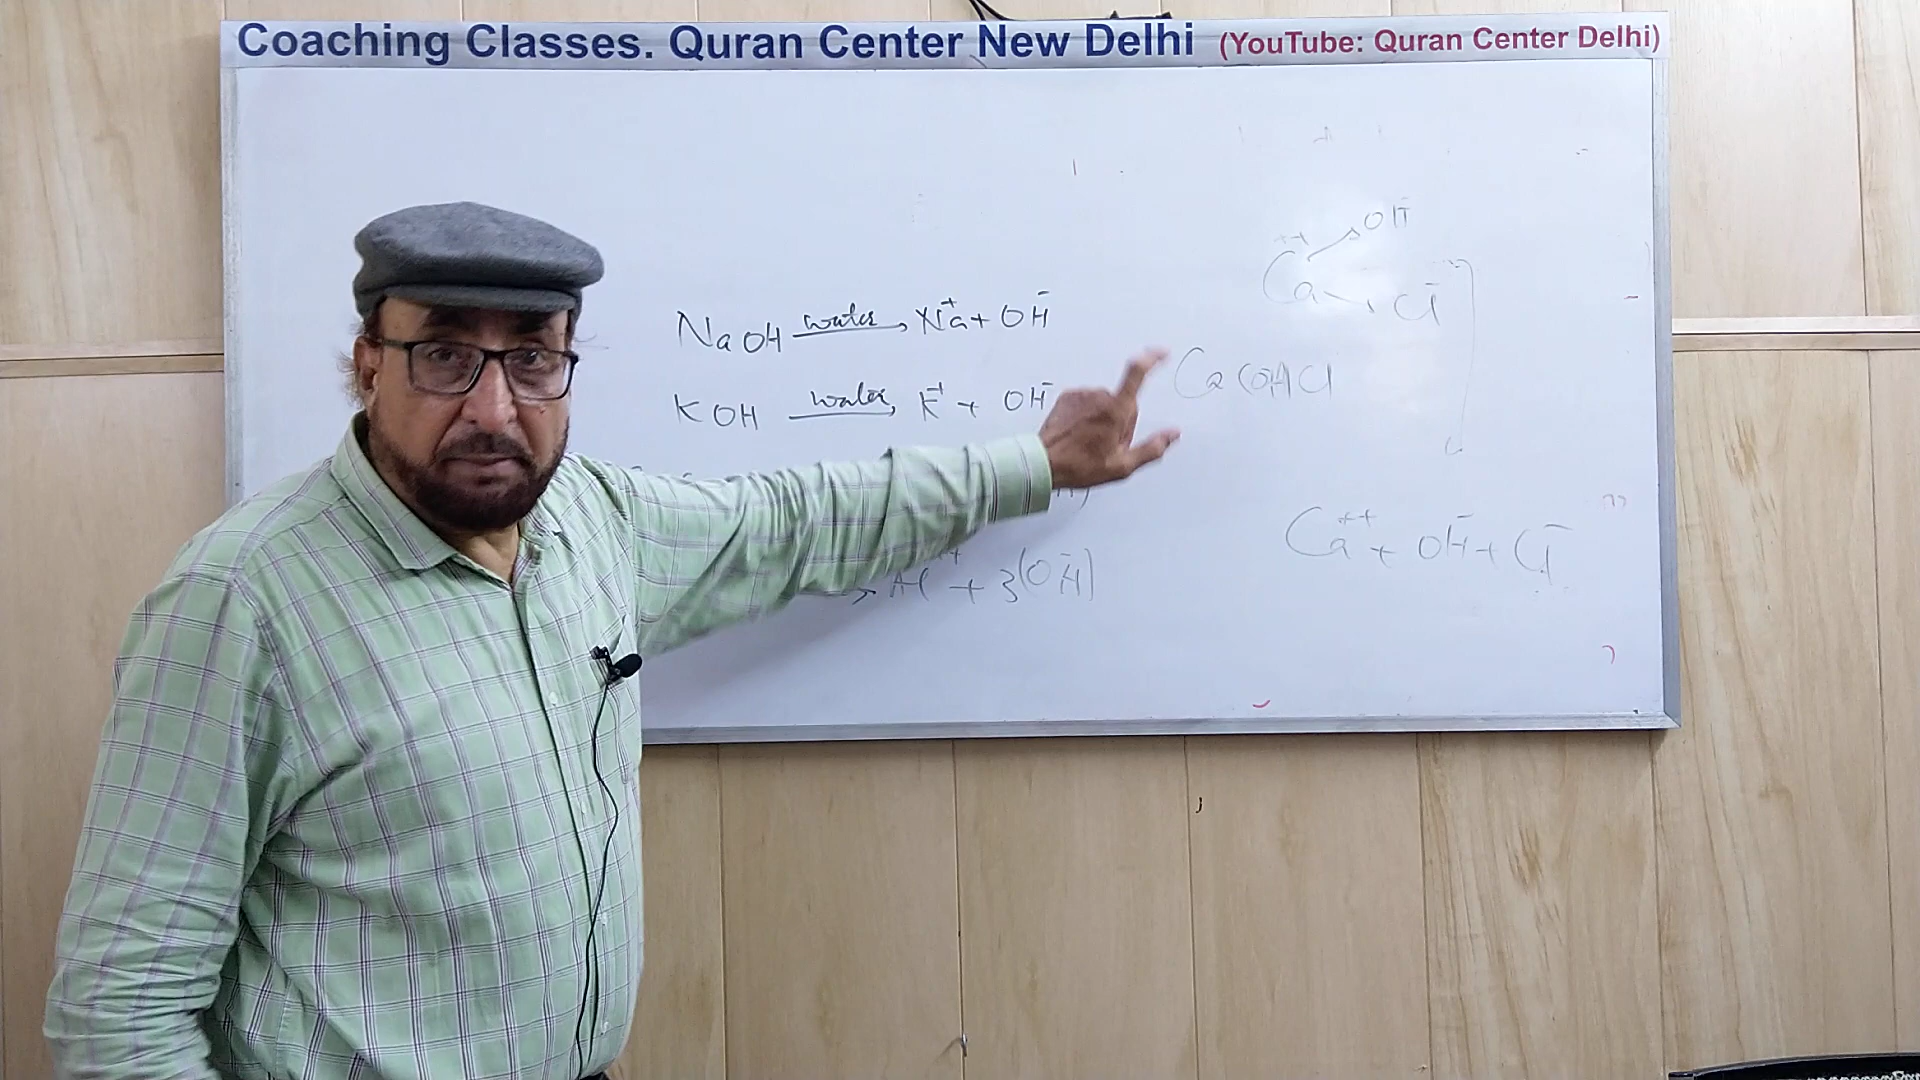 Coaching Classes. Quran Center New Delhi (YouTube: Quran Center Delhi)
NaOH water → Na⁺ + OH⁻
KOH water → K⁺ + OH⁻
→ Al⁺ + 3(OH⁻)
Ca⁺⁺ OH⁻
Cl⁻
Ca(OH)Cl
Ca⁺⁺ + OH⁻ + Cl⁻